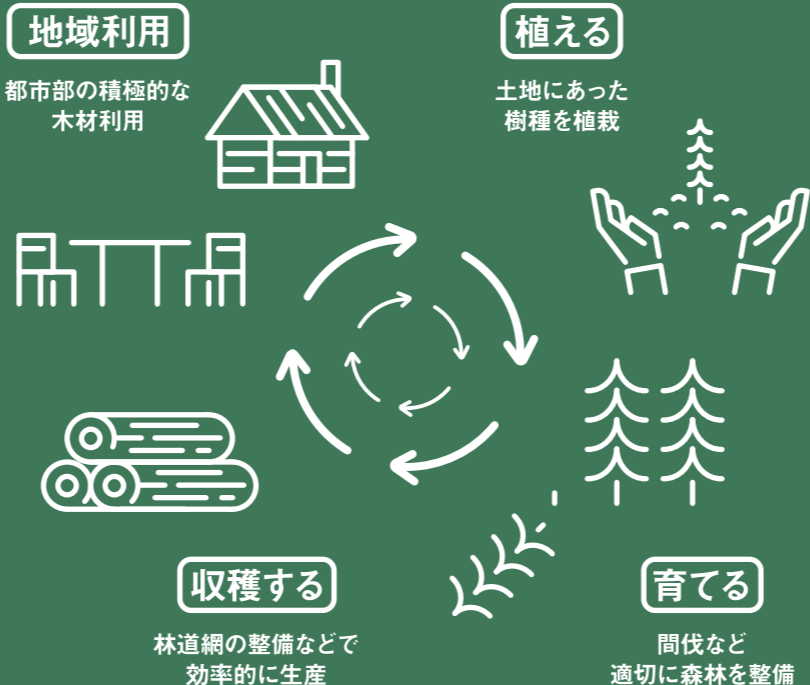 地域利用
都市部の積極的な
木材利用
植える
土地にあった
樹種を植栽
収穫する
林道網の整備などで
効率的に生産
育てる
間伐など
適切に森林を整備